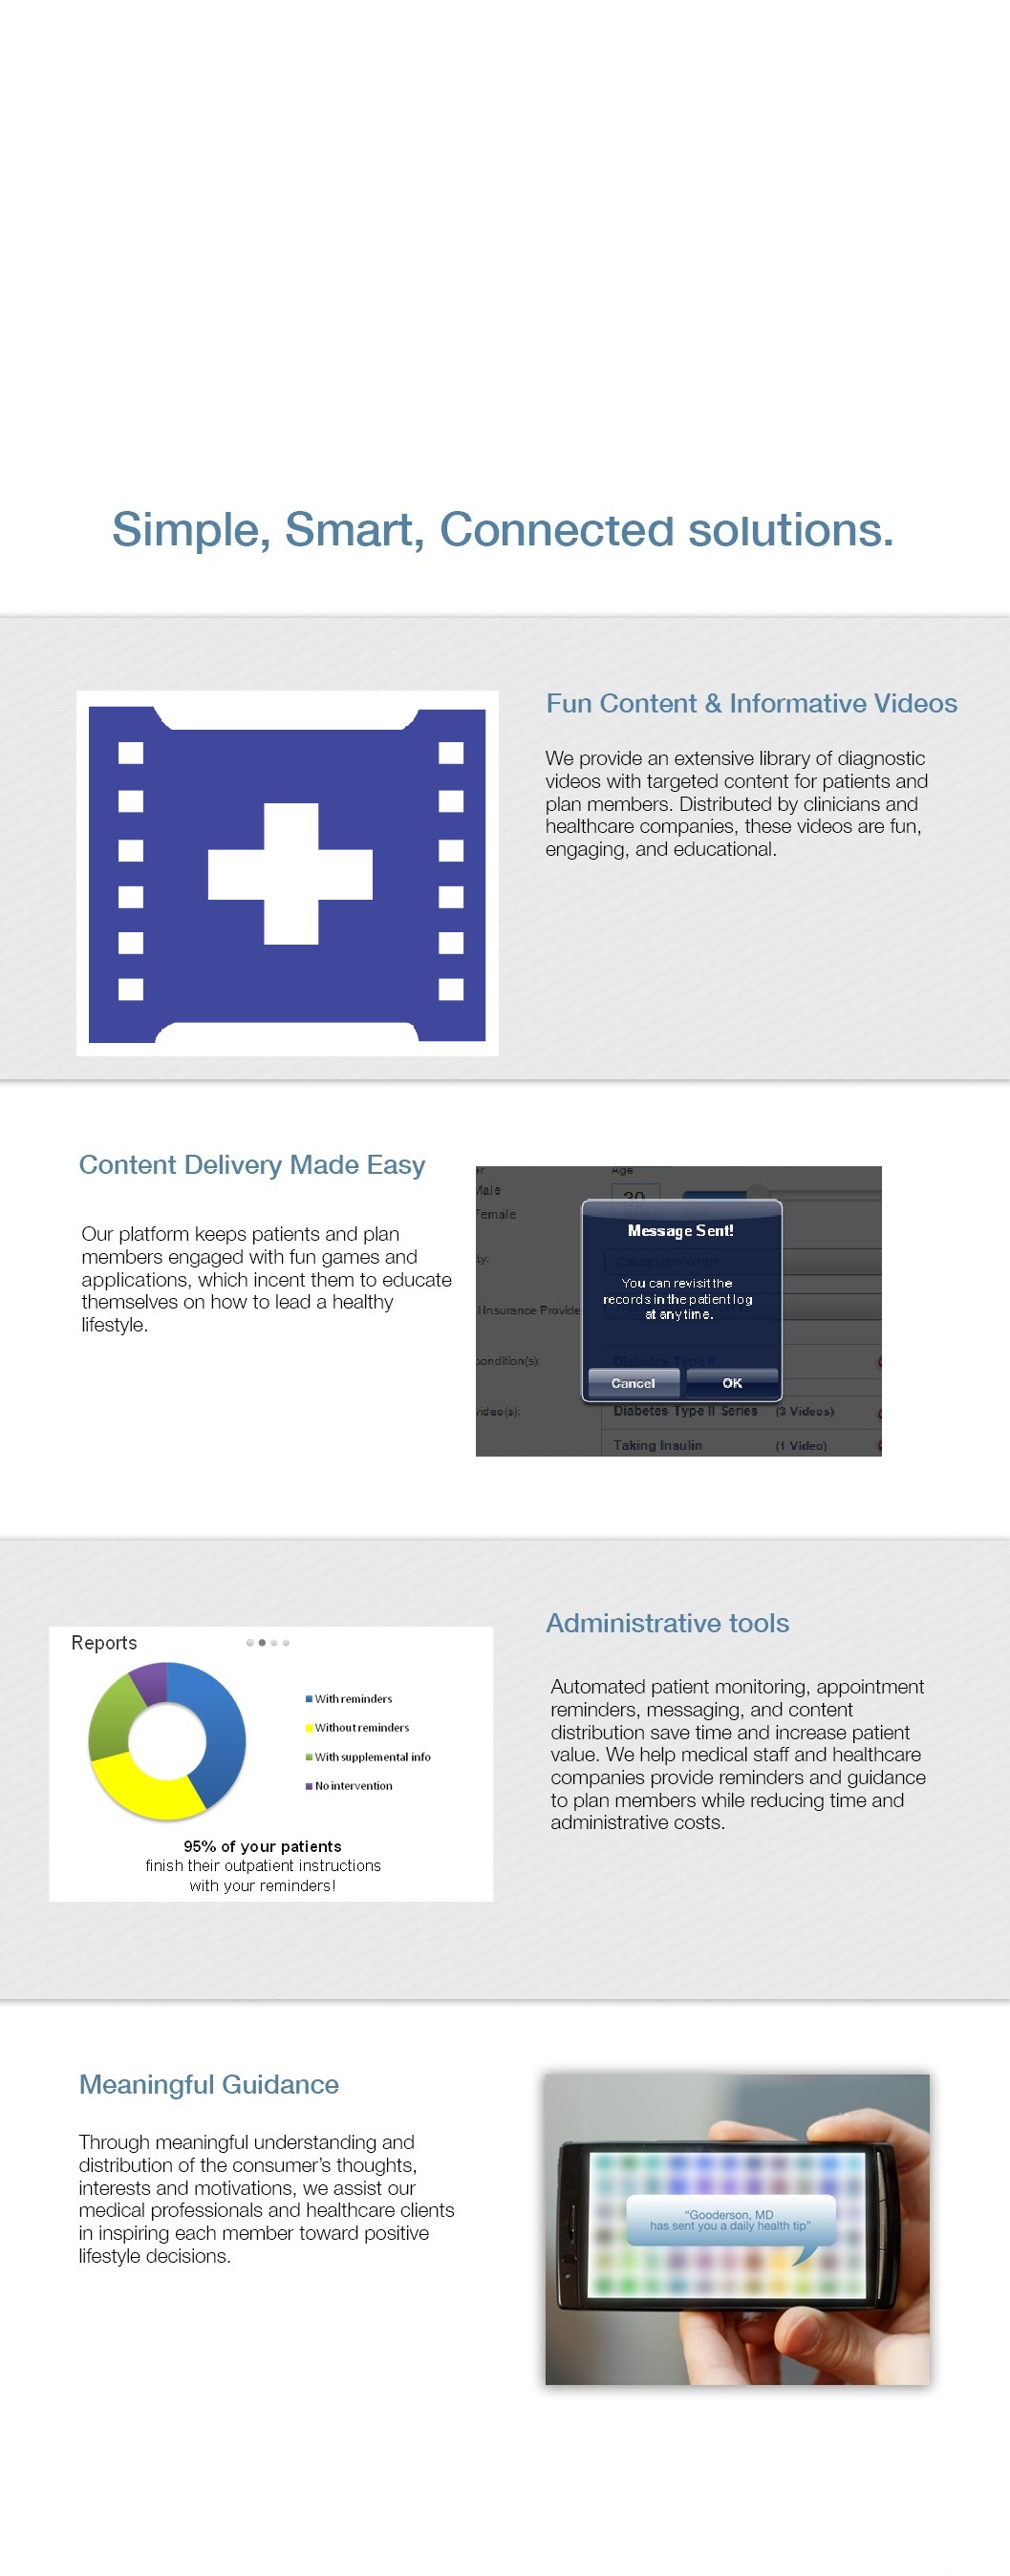 Simple, Smart, Connected solutions.
Fun Content & Informative Videos
We provide an extensive library of diagnostic
videos with targeted content for patients and
plan members. Distributed by clinicians and
healthcare companies, these videos are fun,
engaging, and educational.
Content Delivery Made Easy
Our platform keeps patients and plan
members engaged with fun games and
applications, which incent them to educate
themselves on how to lead a healthy
lifestyle.
Age
Male
30
Female
Message Sent!
Caucasian/White
You can revisit the
records in the patient log
at any time.
Insurance Provide
condition(s):
Diabetes Type II
Cancel OK
video(s):
Diabetes Type II Series (3 Videos)
Taking Insulin (1 Video)
Reports
With reminders
Without reminders
With supplemental info
No intervention
95% of your patients
finish their outpatient instructions
with your reminders!
Administrative tools
Automated patient monitoring, appointment
reminders, messaging, and content
distribution save time and increase patient
value. We help medical staff and healthcare
companies provide reminders and guidance
to plan members while reducing time and
administrative costs.
Meaningful Guidance
Through meaningful understanding and
distribution of the consumer’s thoughts,
interests and motivations, we assist our
medical professionals and healthcare clients
in inspiring each member toward positive
lifestyle decisions.
“Gooderson, MD
has sent you a daily health tip”